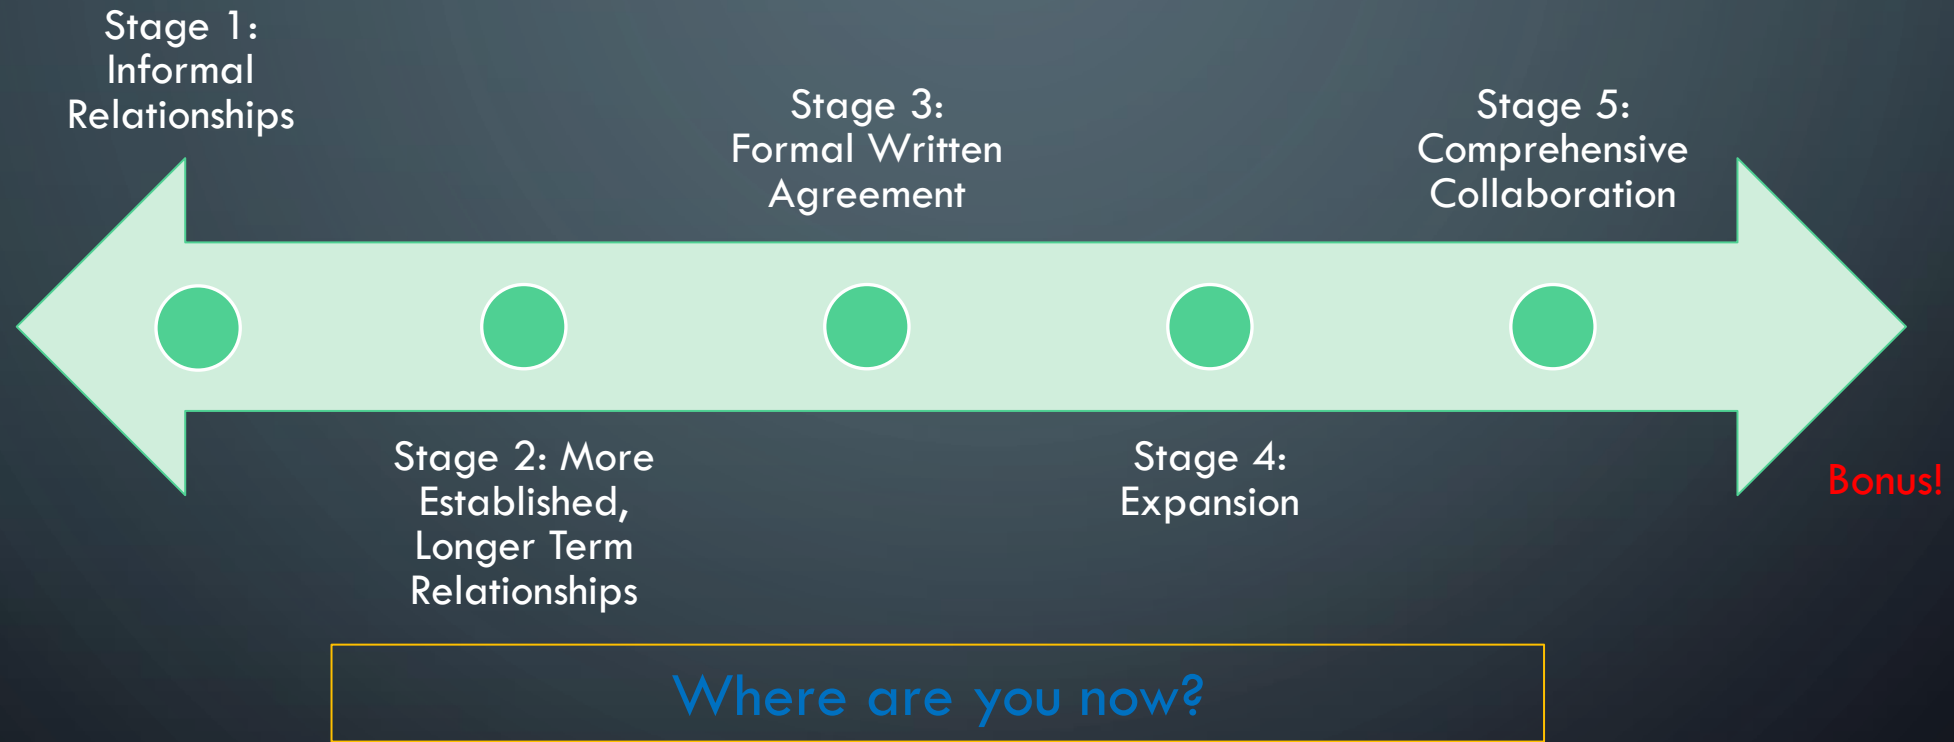 Stage 1:
Informal
Relationships
Stage 2: More
Established,
Longer Term
Relationships
Stage 3:
Formal Written
Agreement
Stage 4:
Expansion
Stage 5:
Comprehensive
Collaboration
Bonus!
Where are you now?